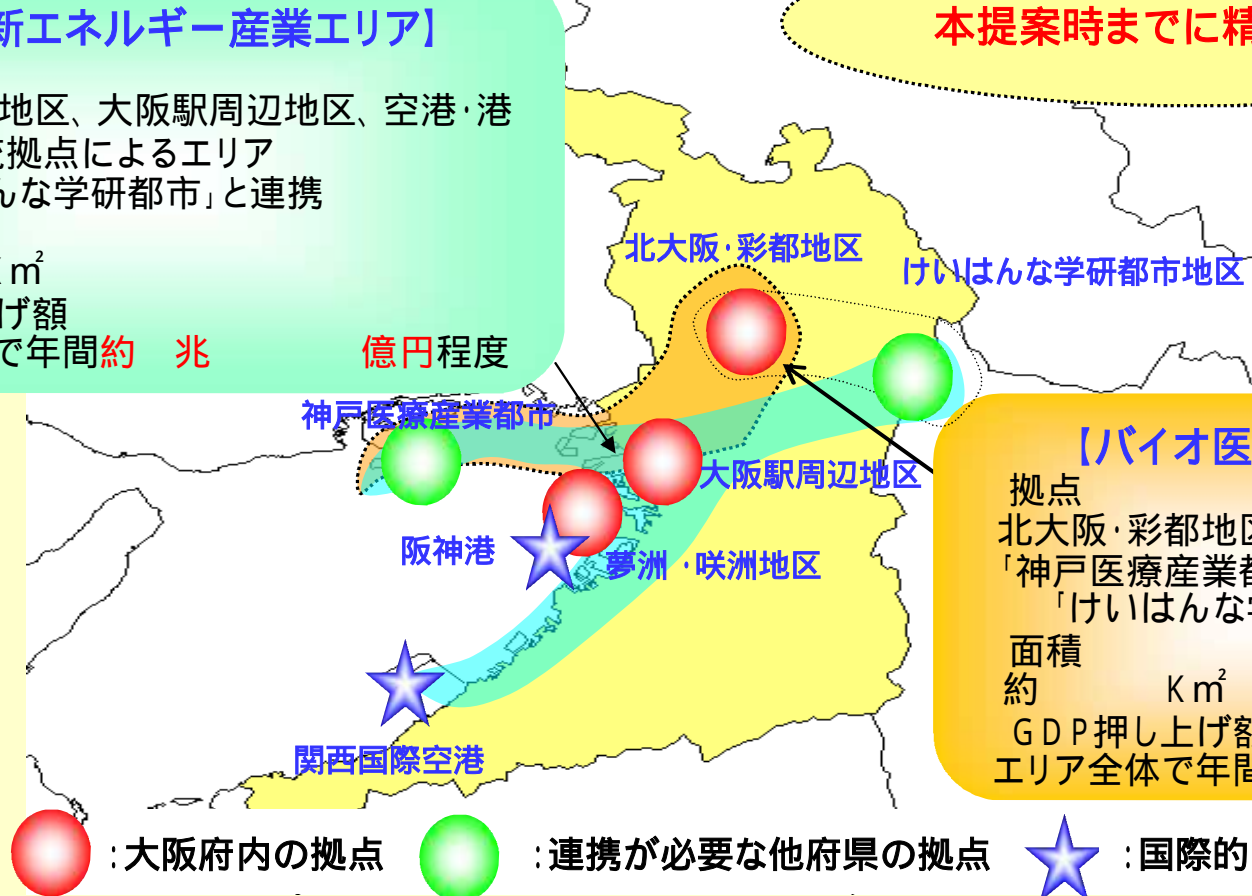 新エネルギー産業エリア】
地区、大阪駅周辺地区、空港・港
拠点によるエリア
んな学研都市」と連携
㎡
げ額
で年間約　兆　　　　億円程度
本提案時までに精
北大阪・彩都地区
けいはんな学研都市地区
神戸医療産業都市
大阪駅周辺地区
阪神港
夢洲・咲洲地区
関西国際空港
【バイオ医
拠点
北大阪・彩都地区
「神戸医療産業都
「けいはんな学
面積
約　　　　K㎡
GDP押し上げ額
エリア全体で年間
：大阪府内の拠点
：連携が必要な他府県の拠点
：国際的